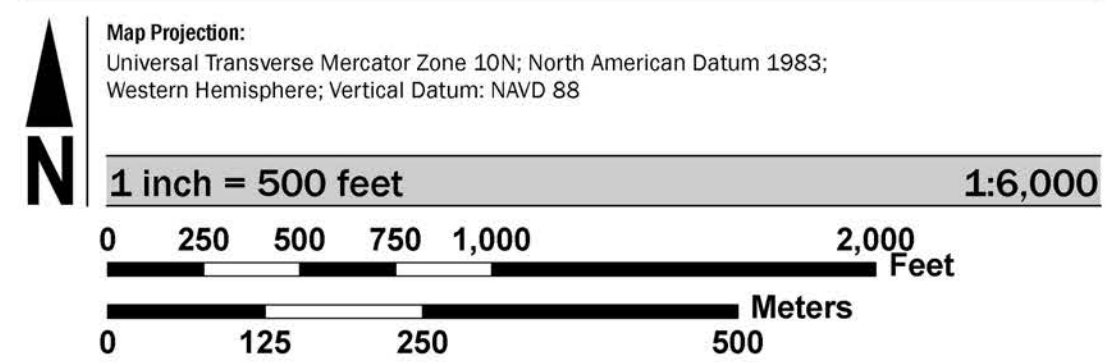 N
Map Projection:
Universal Transverse Mercator Zone 10N; North American Datum 1983;
Western Hemisphere; Vertical Datum: NAVD 88
1 inch = 500 feet 1:6,000
0 250 500 750 1,000 2,000
Feet
Meters
0 125 250 500